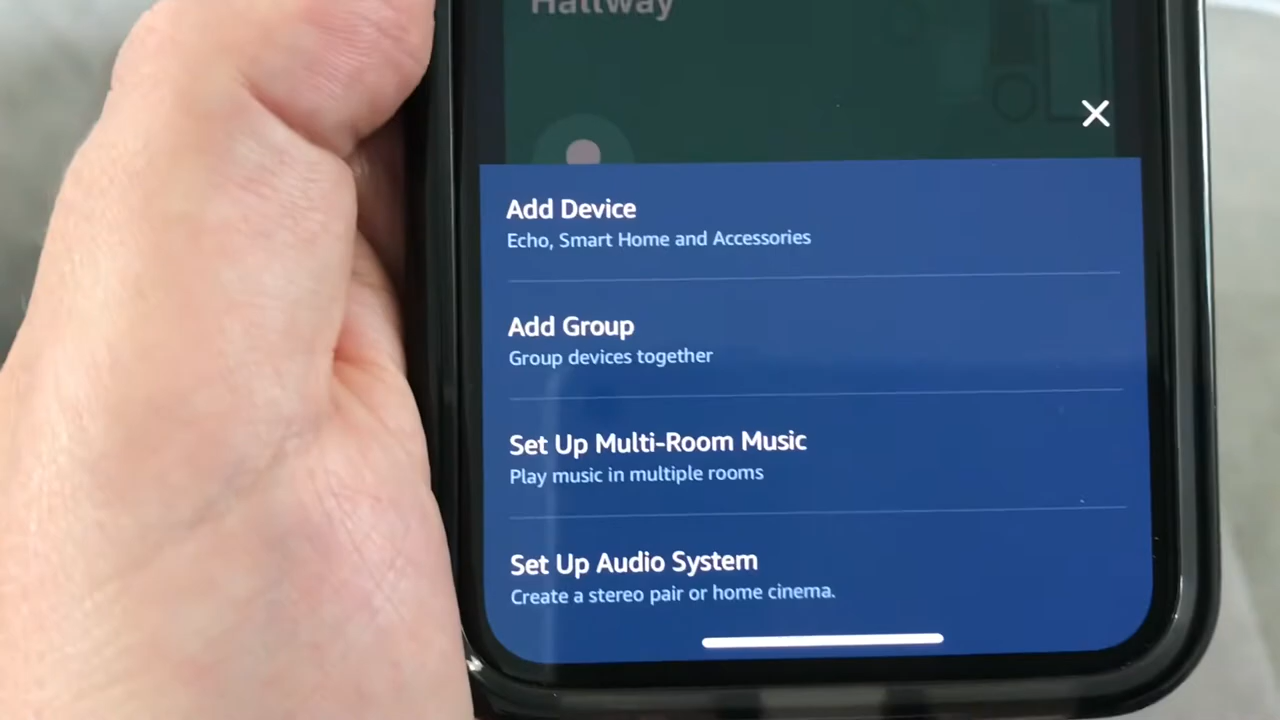 Hallway
Add Device
Echo, Smart Home and Accessories
Add Group
Group devices together
Set Up Multi-Room Music
Play music in multiple rooms
Set Up Audio System
Create a stereo pair or home cinema.